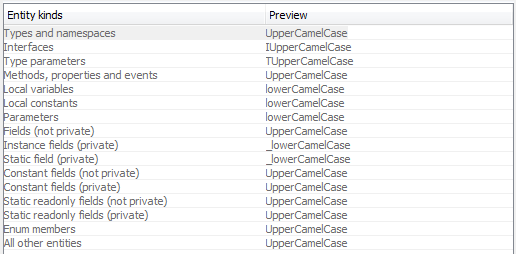 Entity kinds Preview
Types and namespaces UpperCamelCase
Interfaces IUpperCamelCase
Type parameters TUpperCamelCase
Methods, properties and events UpperCamelCase
Local variables lowerCamelCase
Local constants lowerCamelCase
Parameters lowerCamelCase
Fields (not private) UpperCamelCase
Instance fields (private) _lowerCamelCase
Static field (private) _lowerCamelCase
Constant fields (not private) UpperCamelCase
Constant fields (private) UpperCamelCase
Static readonly fields (not private) UpperCamelCase
Static readonly fields (private) UpperCamelCase
Enum members UpperCamelCase
All other entities UpperCamelCase